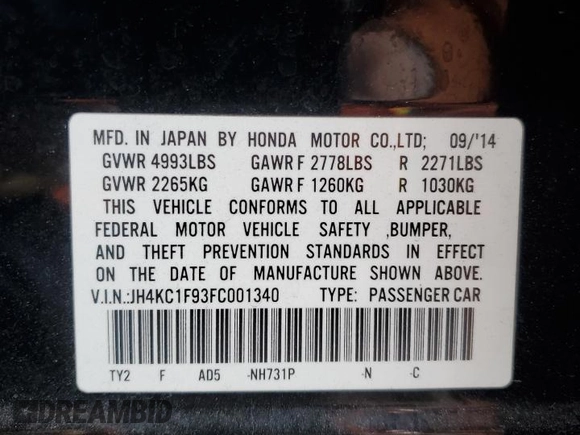 MFD. IN JAPAN BY HONDA MOTOR CO.,LTD; 09/'14
GVWR 4993LBS GAWR F 2778LBS R 2271LBS
GVWR 2265KG GAWR F 1260KG R 1030KG
THIS VEHICLE CONFORMS TO ALL APPLICABLE
FEDERAL MOTOR VEHICLE SAFETY ,BUMPER,
AND THEFT PREVENTION STANDARDS IN EFFECT
ON THE DATE OF MANUFACTURE SHOWN ABOVE.
V.I.N.:JH4KC1F93FC001340 TYPE: PASSENGER CAR
TY2 F AD5 -NH731P -N -C
DREAMBID